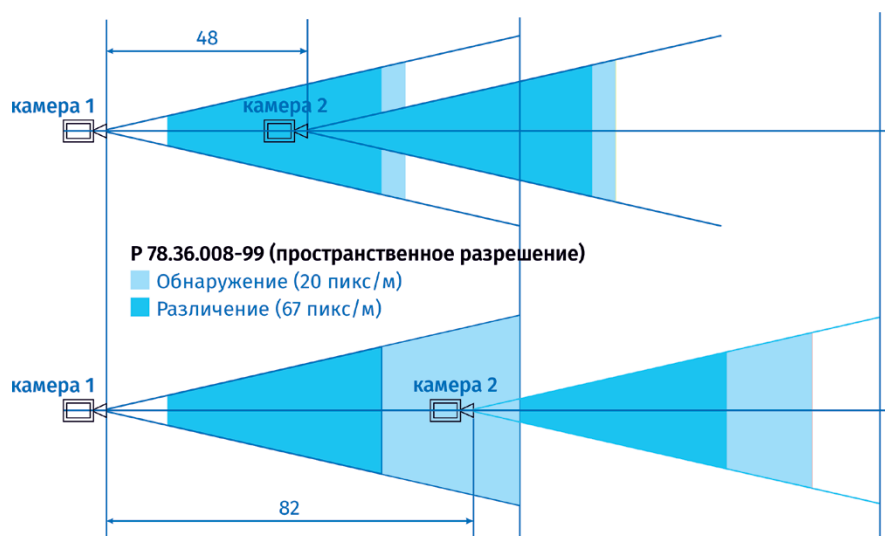 48
камера 1
камера 2
Р 78.36.008-99 (пространственное разрешение)
Обнаружение (20 пикс/м)
Различение (67 пикс/м)
камера 1
камера 2
82